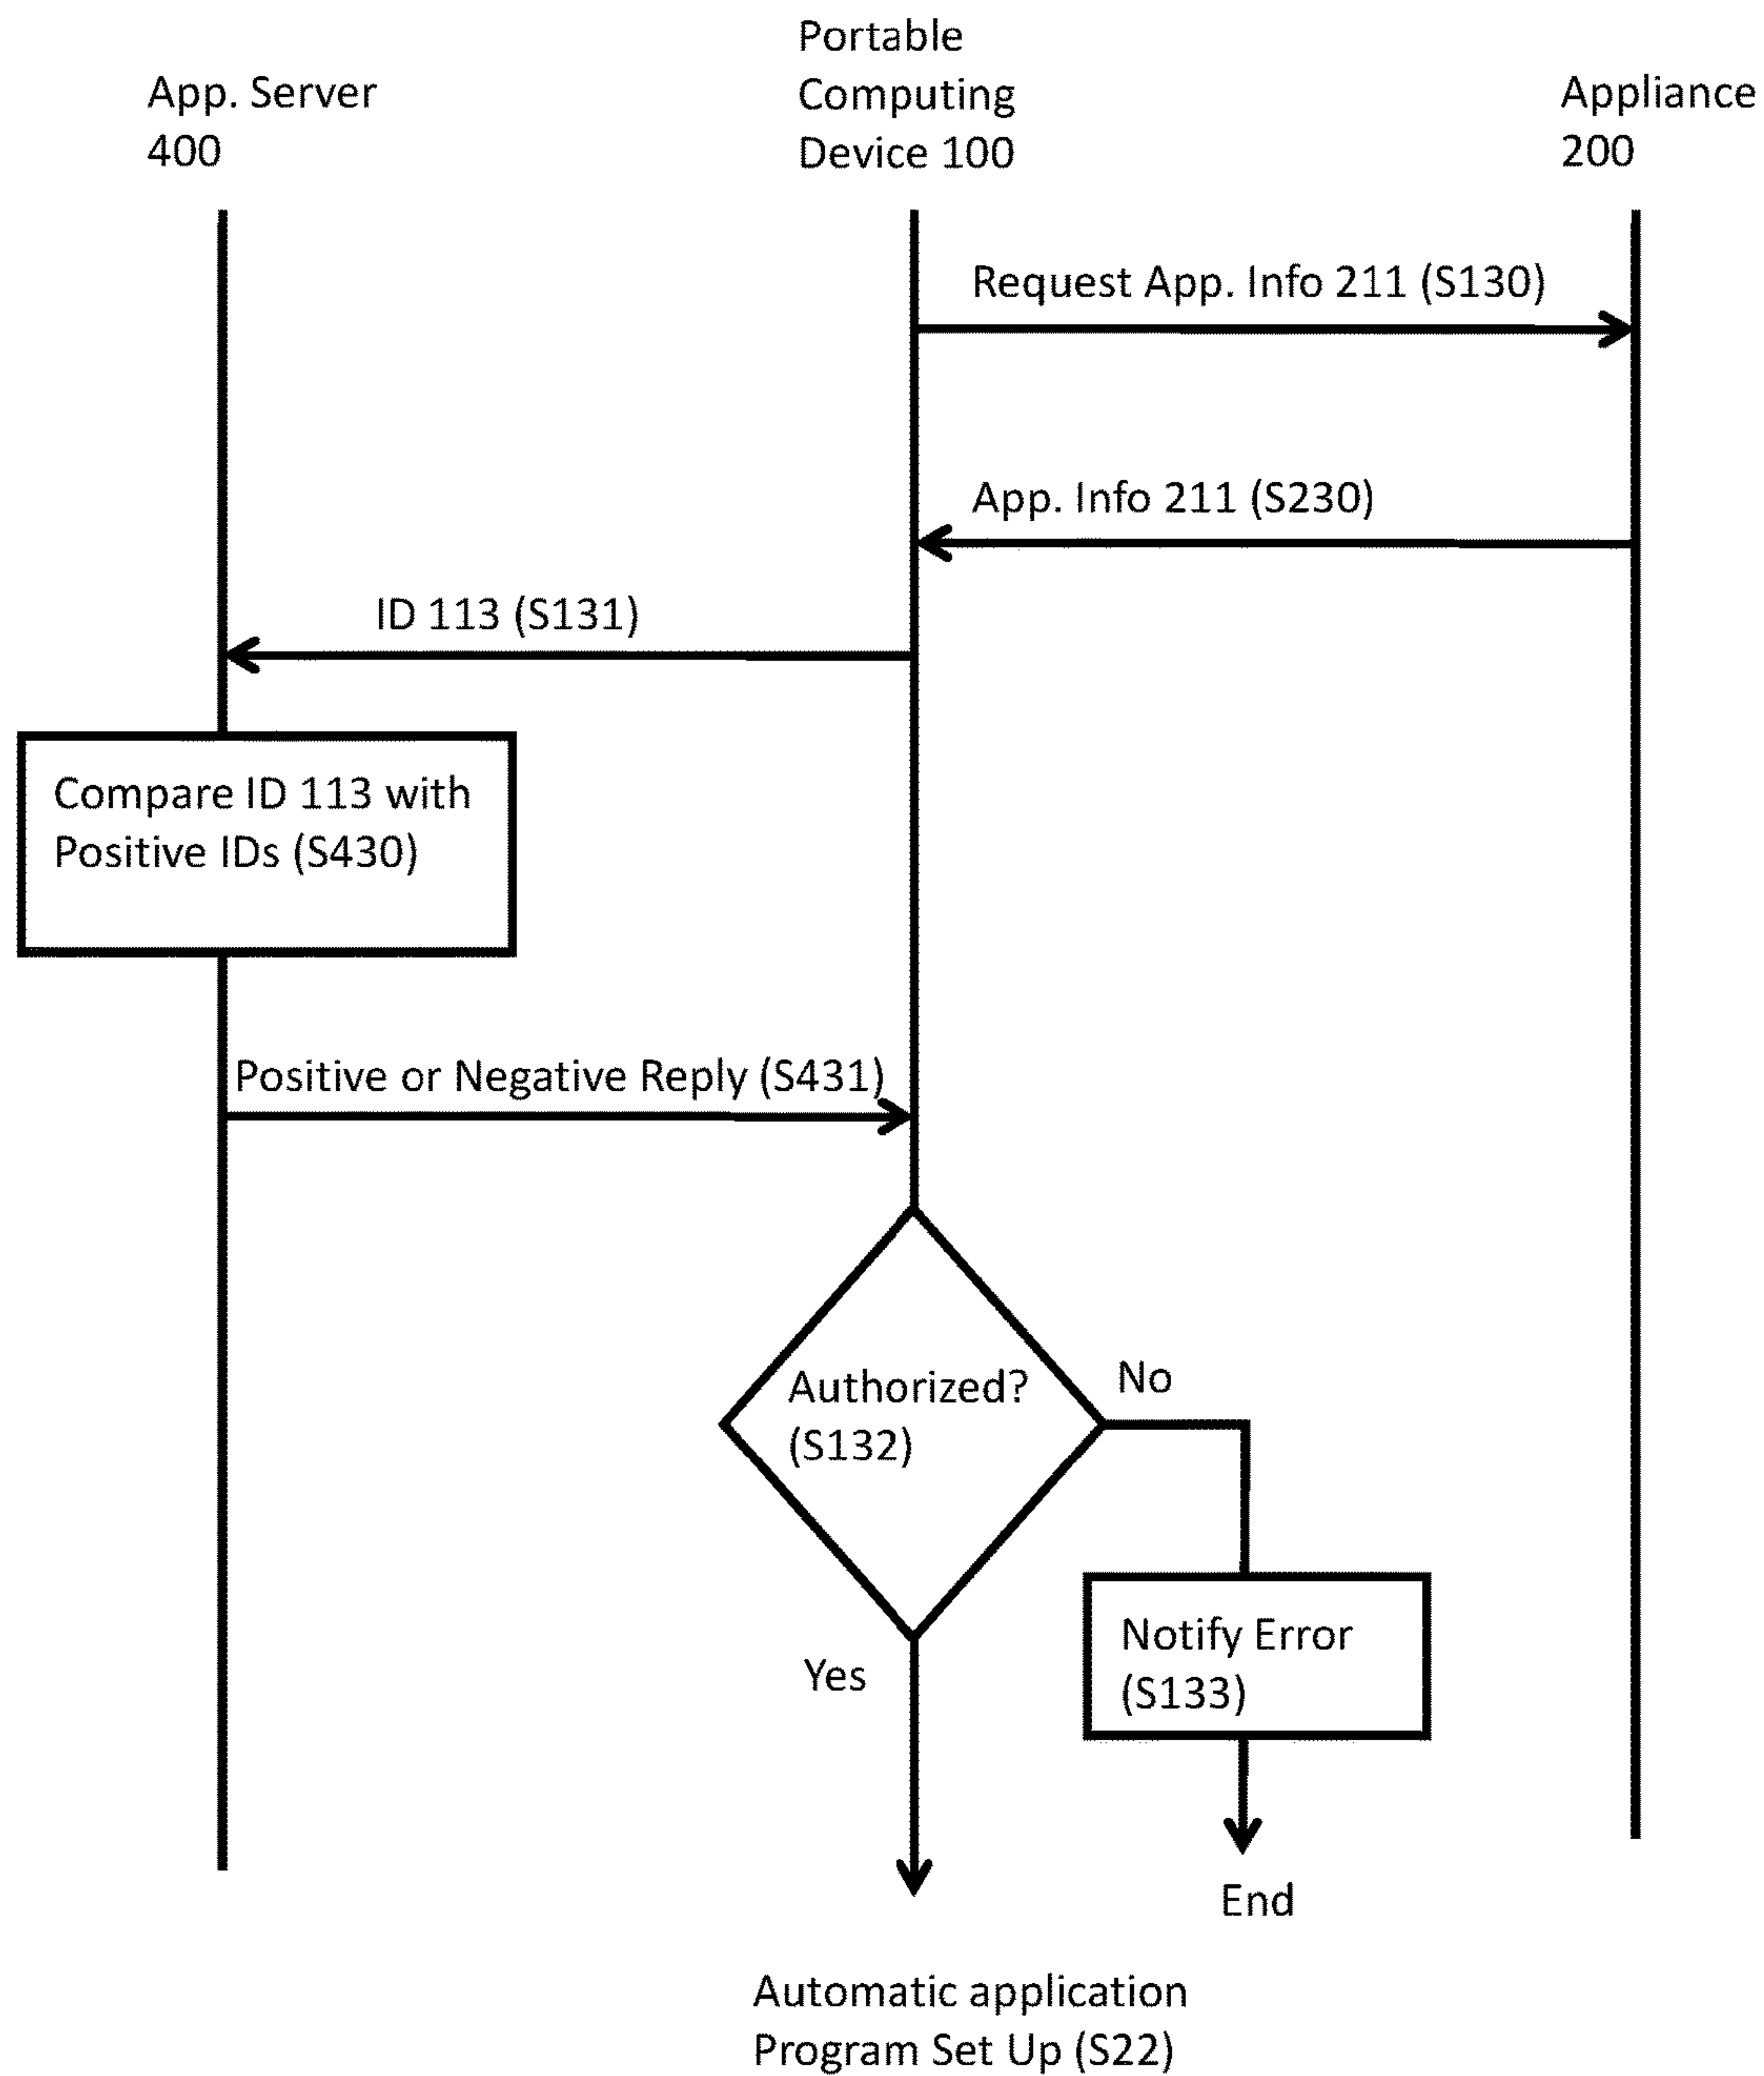 App. Server
400
Portable
Computing
Device 100
Appliance
200
Request App. Info 211 (S130)
App. Info 211 (S230)
ID 113 (S131)
Compare ID 113 with
Positive IDs (S430)
Positive or Negative Reply (S431)
Authorized?
(S132)
No
Notify Error
(S133)
Yes
End
Automatic application
Program Set Up (S22)